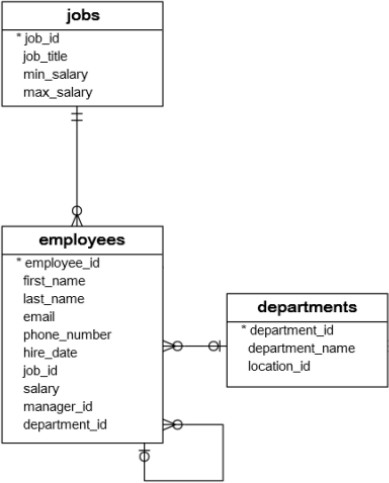 jobs
* job_id
job_title
min_salary
max_salary
employees
* employee_id
first_name
last_name
email
phone_number
hire_date
job_id
salary
manager_id
department_id
departments
* department_id
department_name
location_id